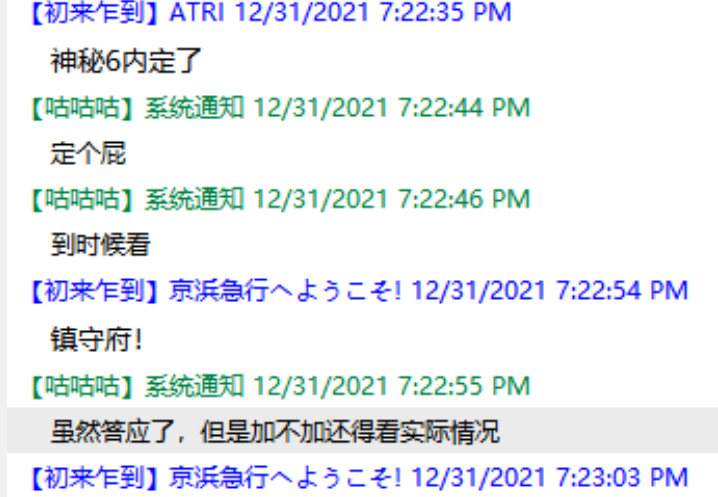 【初来乍到】ATRI 12/31/2021 7:22:35 PM
神秘6内定了
【咕咕咕】系统通知 12/31/2021 7:22:44 PM
定个屁
【咕咕咕】系统通知 12/31/2021 7:22:46 PM
到时候看
【初来乍到】京浜急行へようこそ! 12/31/2021 7:22:54 PM
镇守府！
【咕咕咕】系统通知 12/31/2021 7:22:55 PM
虽然答应了，但是加不加还得看实际情况
【初来乍到】京浜急行へようこそ! 12/31/2021 7:23:03 PM